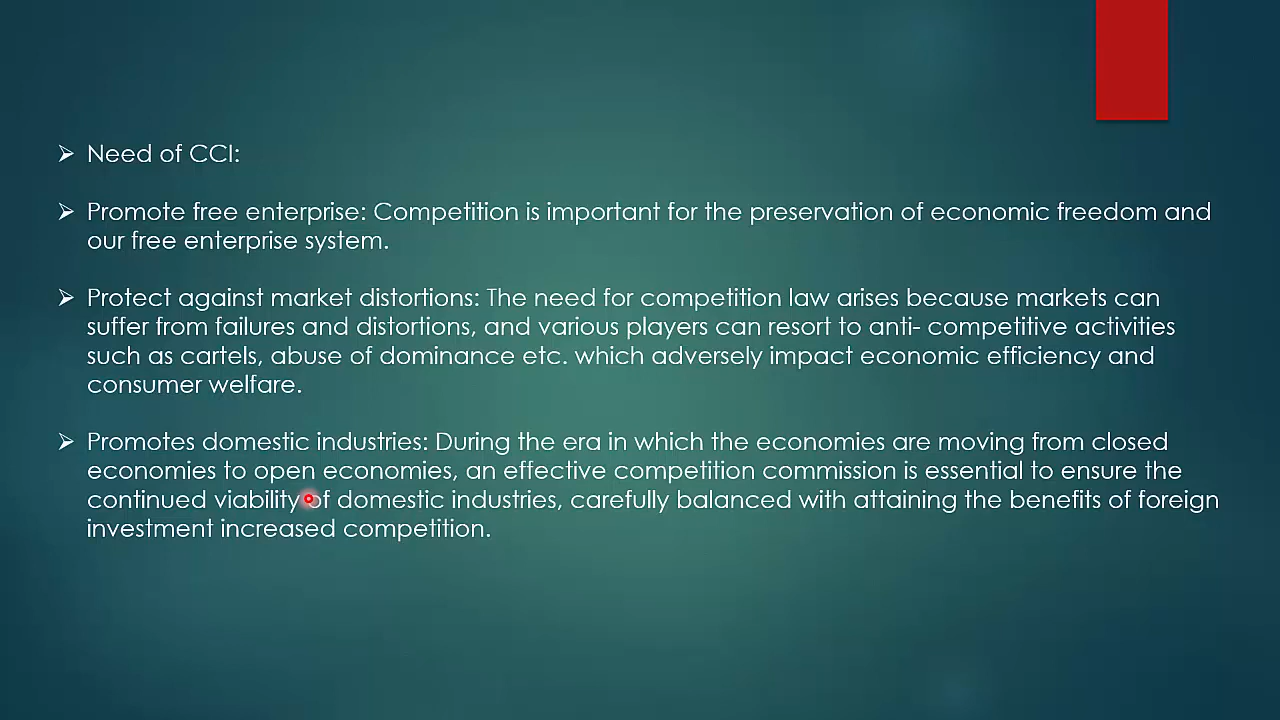 Need of CCI:
Promote free enterprise: Competition is important for the preservation of economic freedom and
our free enterprise system.
Protect against market distortions: The need for competition law arises because markets can
suffer from failures and distortions, and various players can resort to anti- competitive activities
such as cartels, abuse of dominance etc. which adversely impact economic efficiency and
consumer welfare.
Promotes domestic industries: During the era in which the economies are moving from closed
economies to open economies, an effective competition commission is essential to ensure the
continued viability of domestic industries, carefully balanced with attaining the benefits of foreign
investment increased competition.